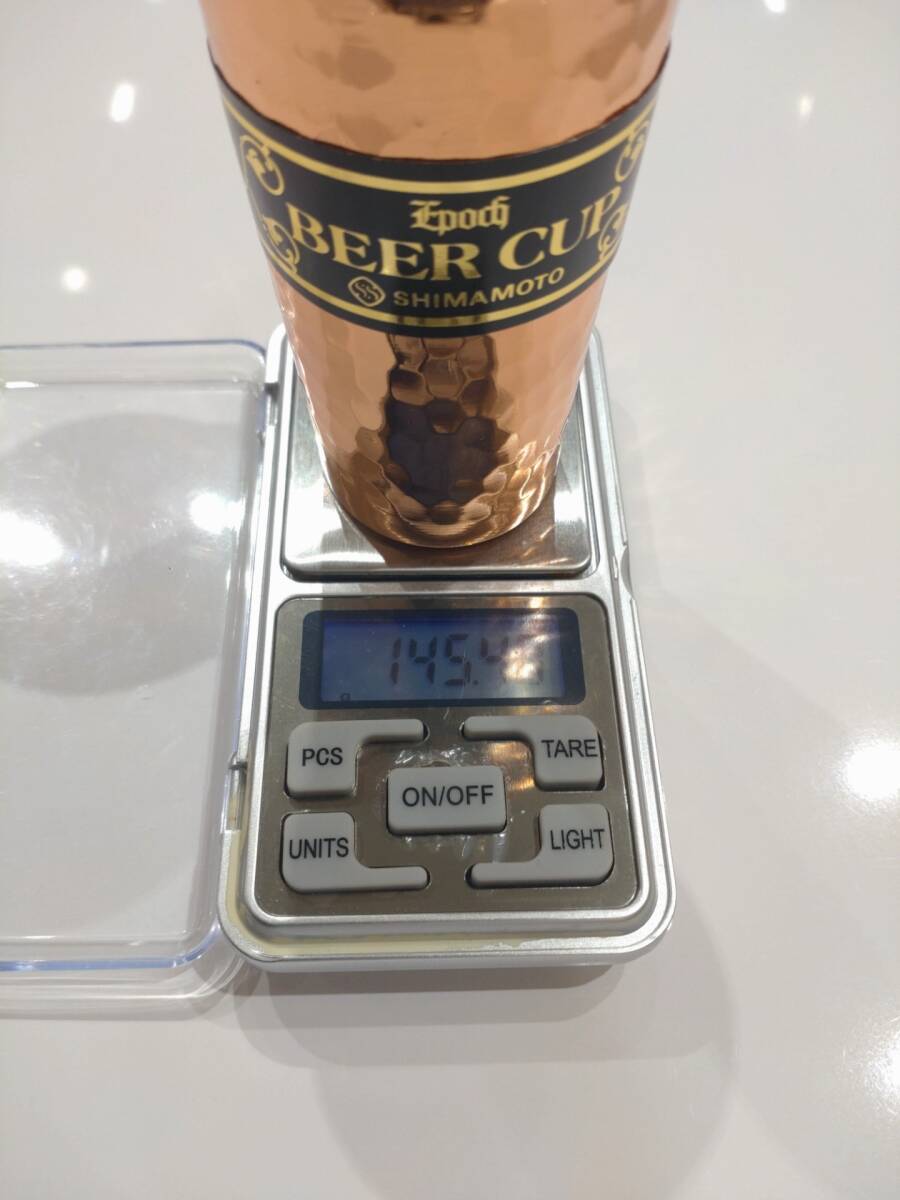 Epoch
BEER CUP
SHIMAMOTO
145.4
g
PCS
TARE
ON/OFF
UNITS
LIGHT